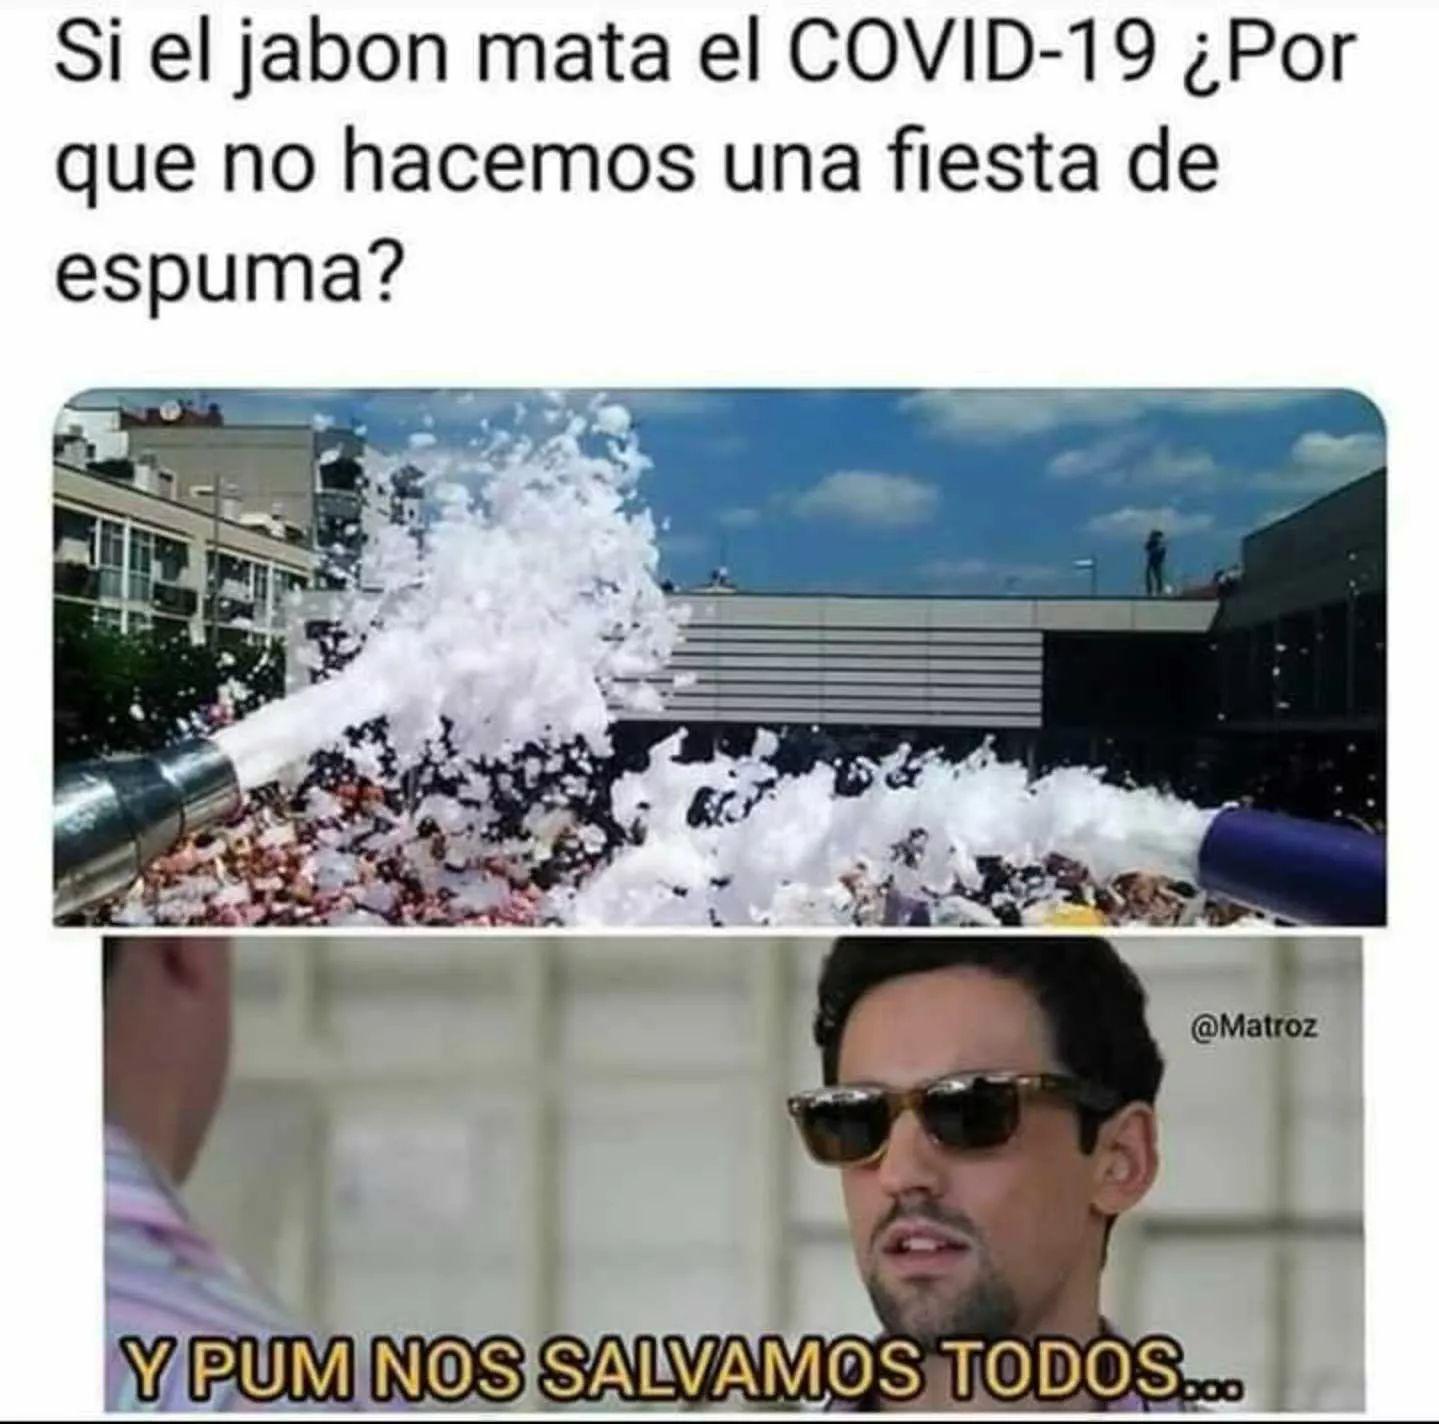 Si el jabon mata el COVID-19 ¿Por
que no hacemos una fiesta de
espuma?
@Matroz
Y PUM NOS SALVAMOS TODOS...